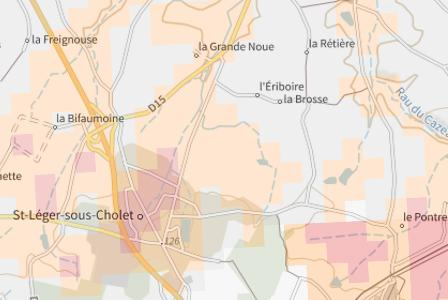 la Freignouse
la Grande Noue
la Rétière
l'Ériboire
la Brosse
D15
la Bifaumoine
Rau du Caze
nette
St-Léger-sous-Cholet
126
le Pontre